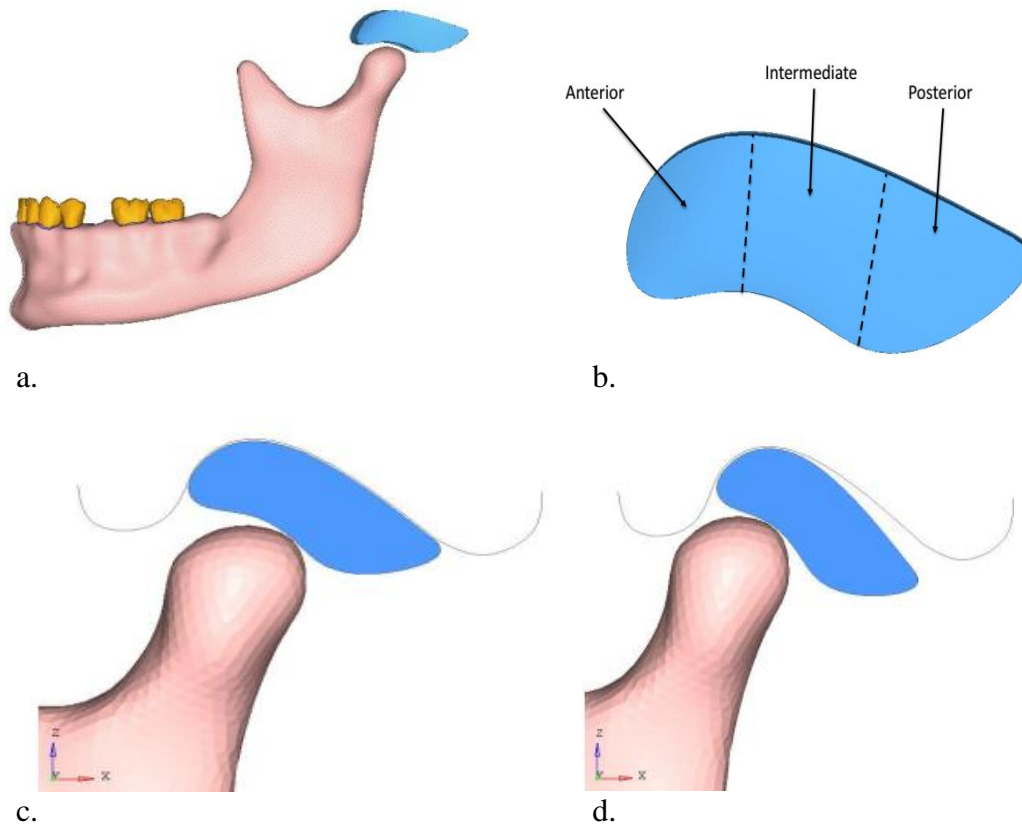 Anterior
Intermediate
Posterior
a.
b.
z
Y
x
z
Y
x
c.
d.